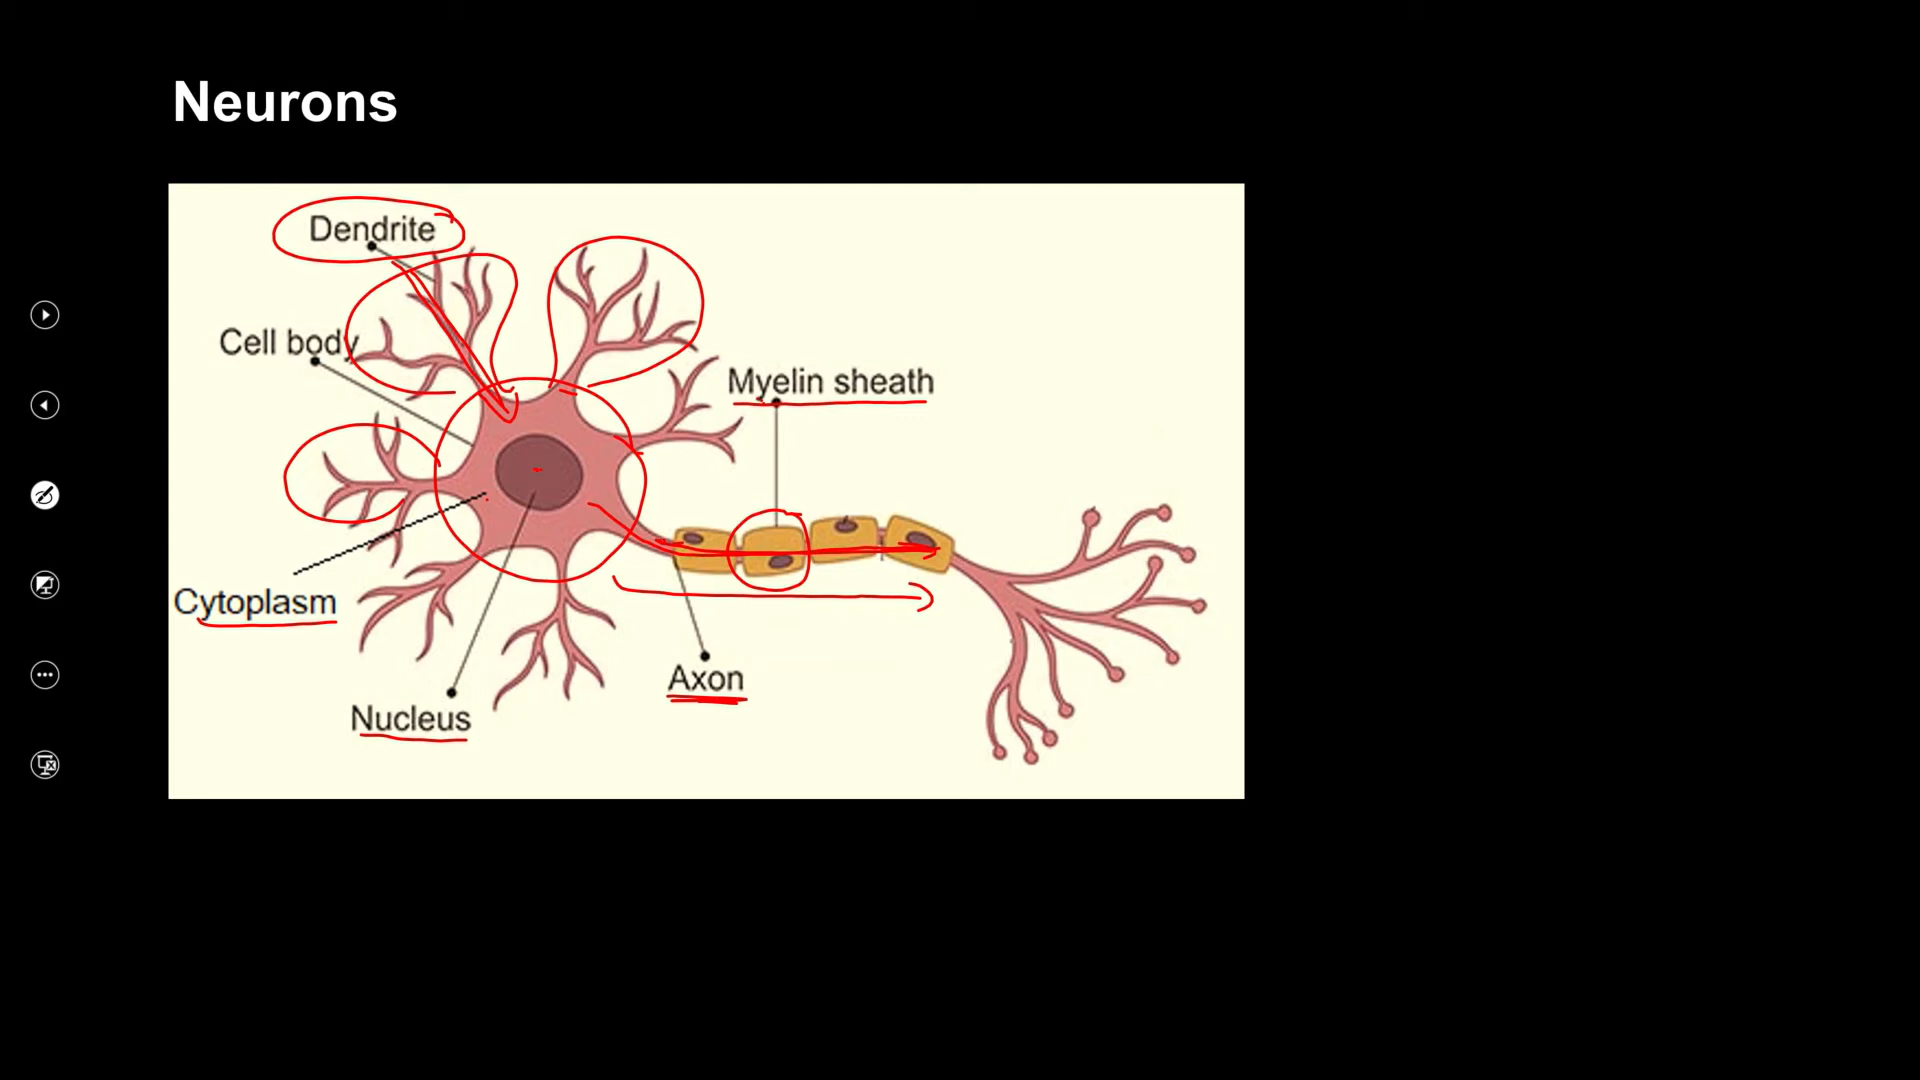 Neurons
Dendrite
Cell body
Myelin sheath
Cytoplasm
Axon
Nucleus